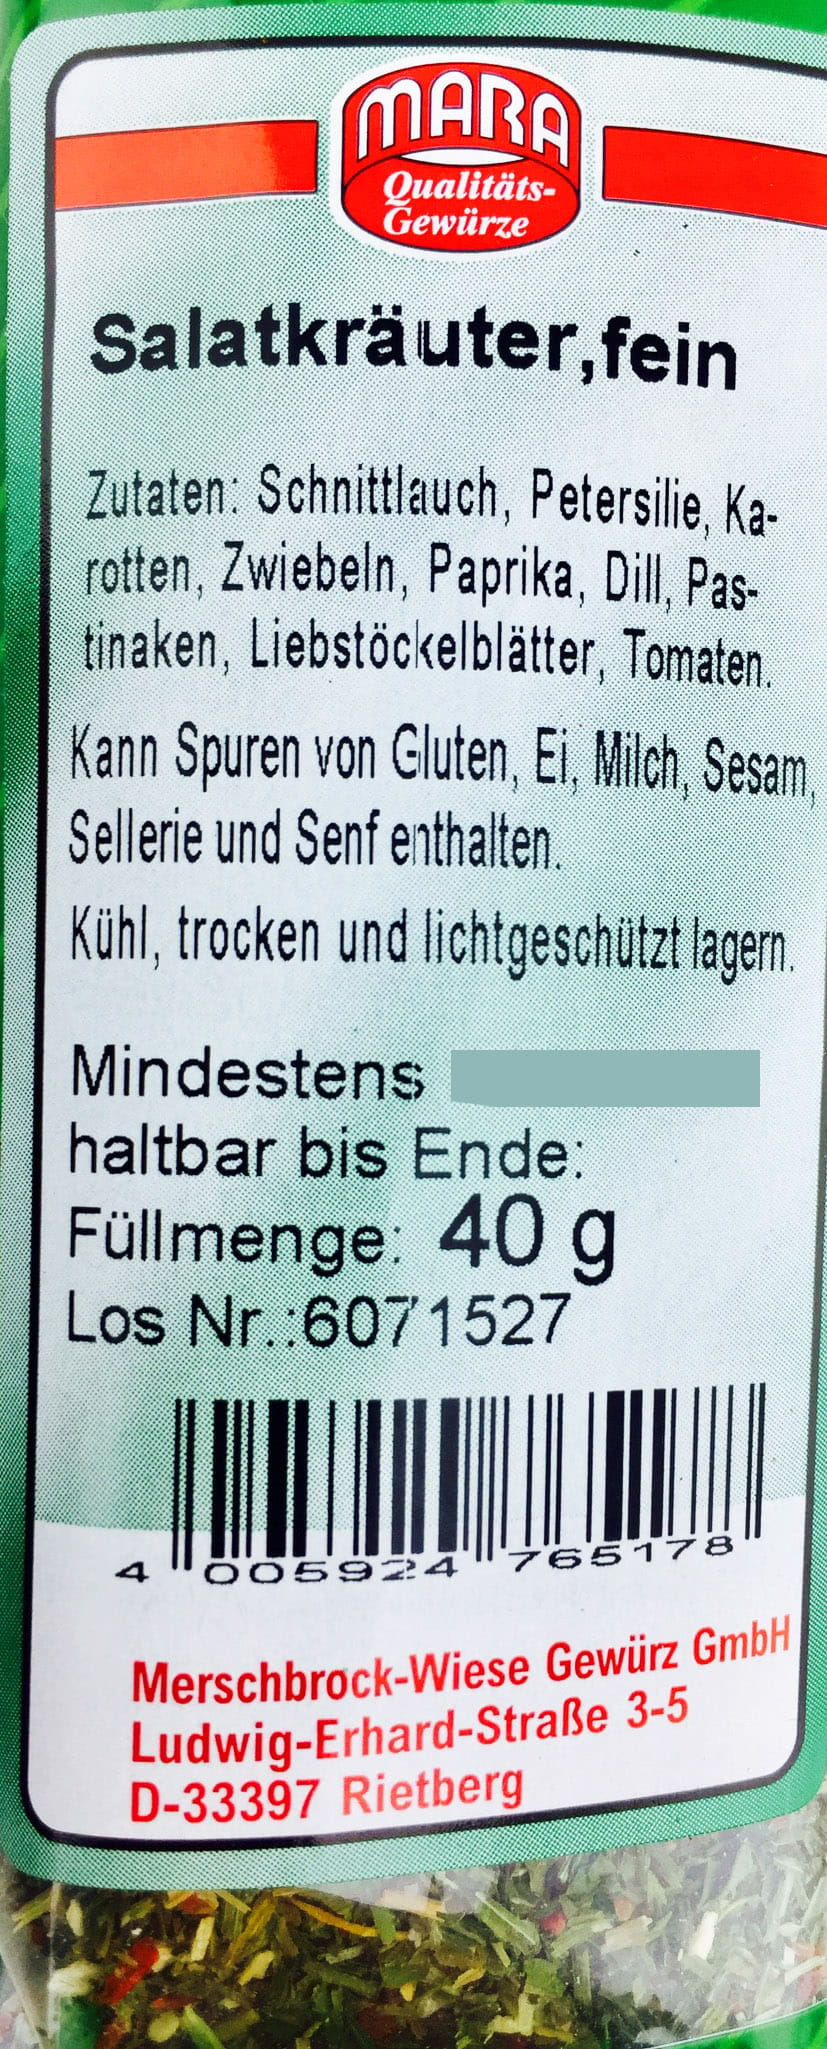 MARA
Qualitäts-
Gewürze
Salatkräuter,fein
Zutaten: Schnittlauch, Petersilie, Ka-
rotten, Zwiebeln, Paprika, Dill, Pas-
tinaken, Liebstöckelblätter, Tomaten.
Kann Spuren von Gluten, Ei, Milch, Sesam,
Sellerie und Senf enthalten.
Kühl, trocken und lichtgeschützt lagern.
Mindestens
haltbar bis Ende:
Füllmenge: 40 g
Los Nr.:6071527
4 005924 765178
Merschbrock-Wiese Gewürz GmbH
Ludwig-Erhard-Straße 3-5
D-33397 Rietberg